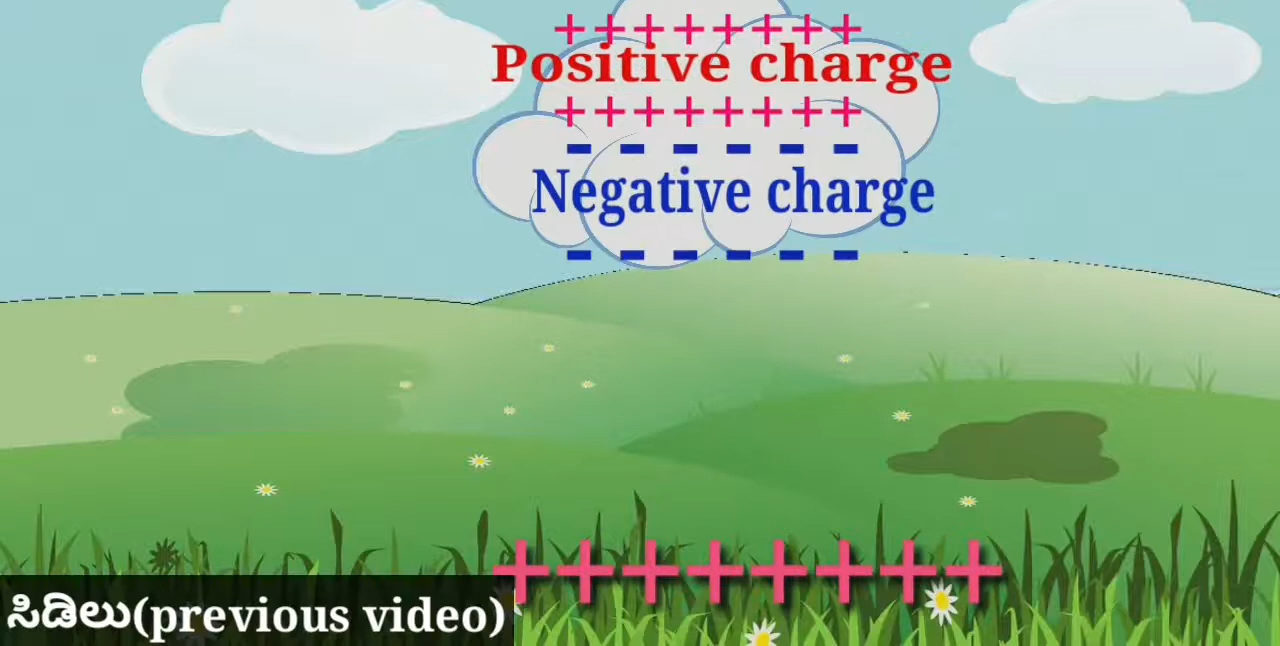 ++++++++
Positive charge
++++++++
- - - - - -
Negative charge
- - - - - -
++++++++
ಸಿಡಿಲು(previous video)